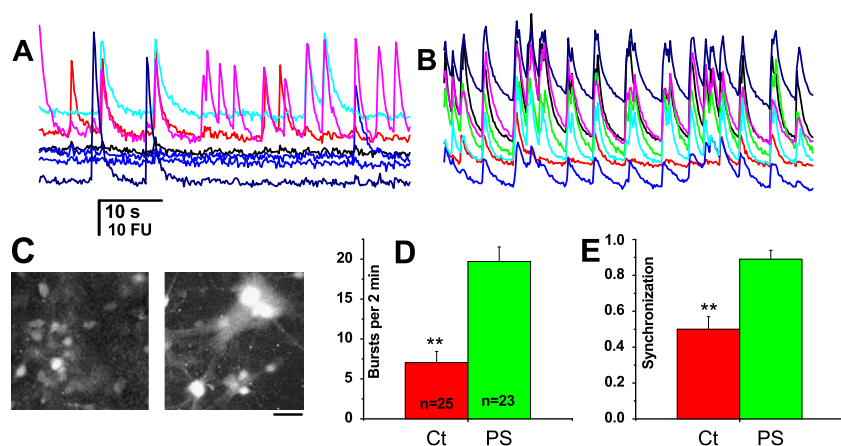 A
B
10 s
10 FU
C
D
E
Bursts per 2 min
20
15
10
5
0
**
n=25
n=23
Ct
PS
Synchronization
1.0
0.8
0.6
0.4
0.2
0.0
**
Ct
PS